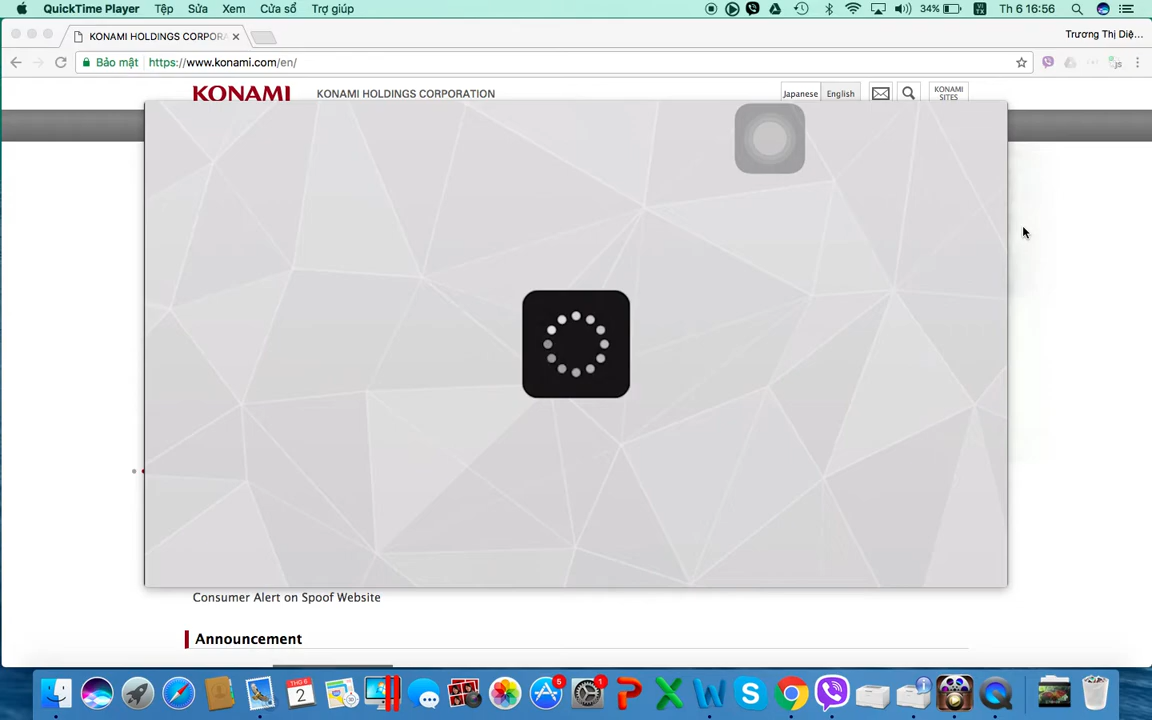 QuickTime Player Tệp Sửa Xem Cửa sổ Trợ giúp 34% Th 6 16:56
KONAMI HOLDINGS CORPORA Trương Thị Diệ...
Bảo mật https://www.konami.com/en/
KONAMI KONAMI HOLDINGS CORPORATION Japanese English KONAMI
SITES
Consumer Alert on Spoof Website
Announcement